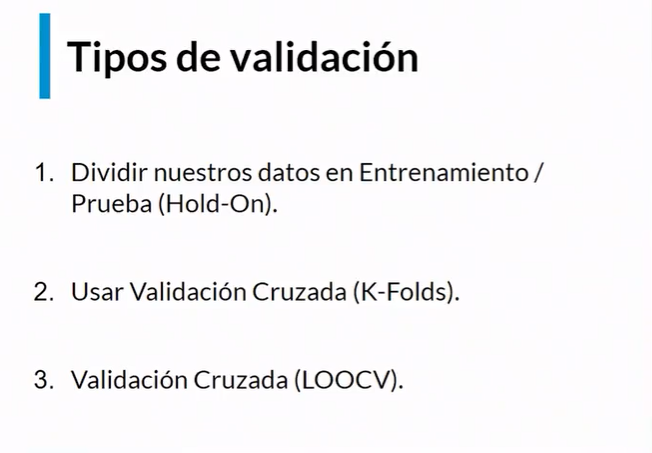 Tipos de validación
1. Dividir nuestros datos en Entrenamiento /
Prueba (Hold-On).
2. Usar Validación Cruzada (K-Folds).
3. Validación Cruzada (LOOCV).